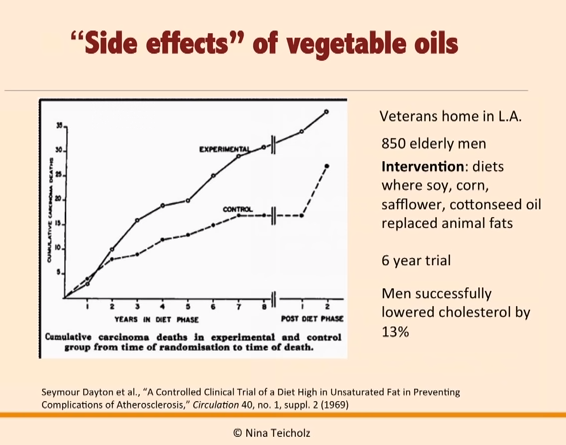 “Side effects” of vegetable oils
CUMULATIVE CARCINOMA DEATHS
35
30
25
20
15
10
5
EXPERIMENTAL
CONTROL
1 2 3 4 5 6 7 8 1 2
YEARS IN DIET PHASE POST DIET PHASE
Cumulative carcinoma deaths in experimental and control
group from time of randomisation to time of death.
Veterans home in L.A.
850 elderly men
Intervention: diets
where soy, corn,
safflower, cottonseed oil
replaced animal fats
6 year trial
Men successfully
lowered cholesterol by
13%
Seymour Dayton et al., “A Controlled Clinical Trial of a Diet High in Unsaturated Fat in Preventing
Complications of Atherosclerosis,” Circulation 40, no. 1, suppl. 2 (1969)
© Nina Teicholz